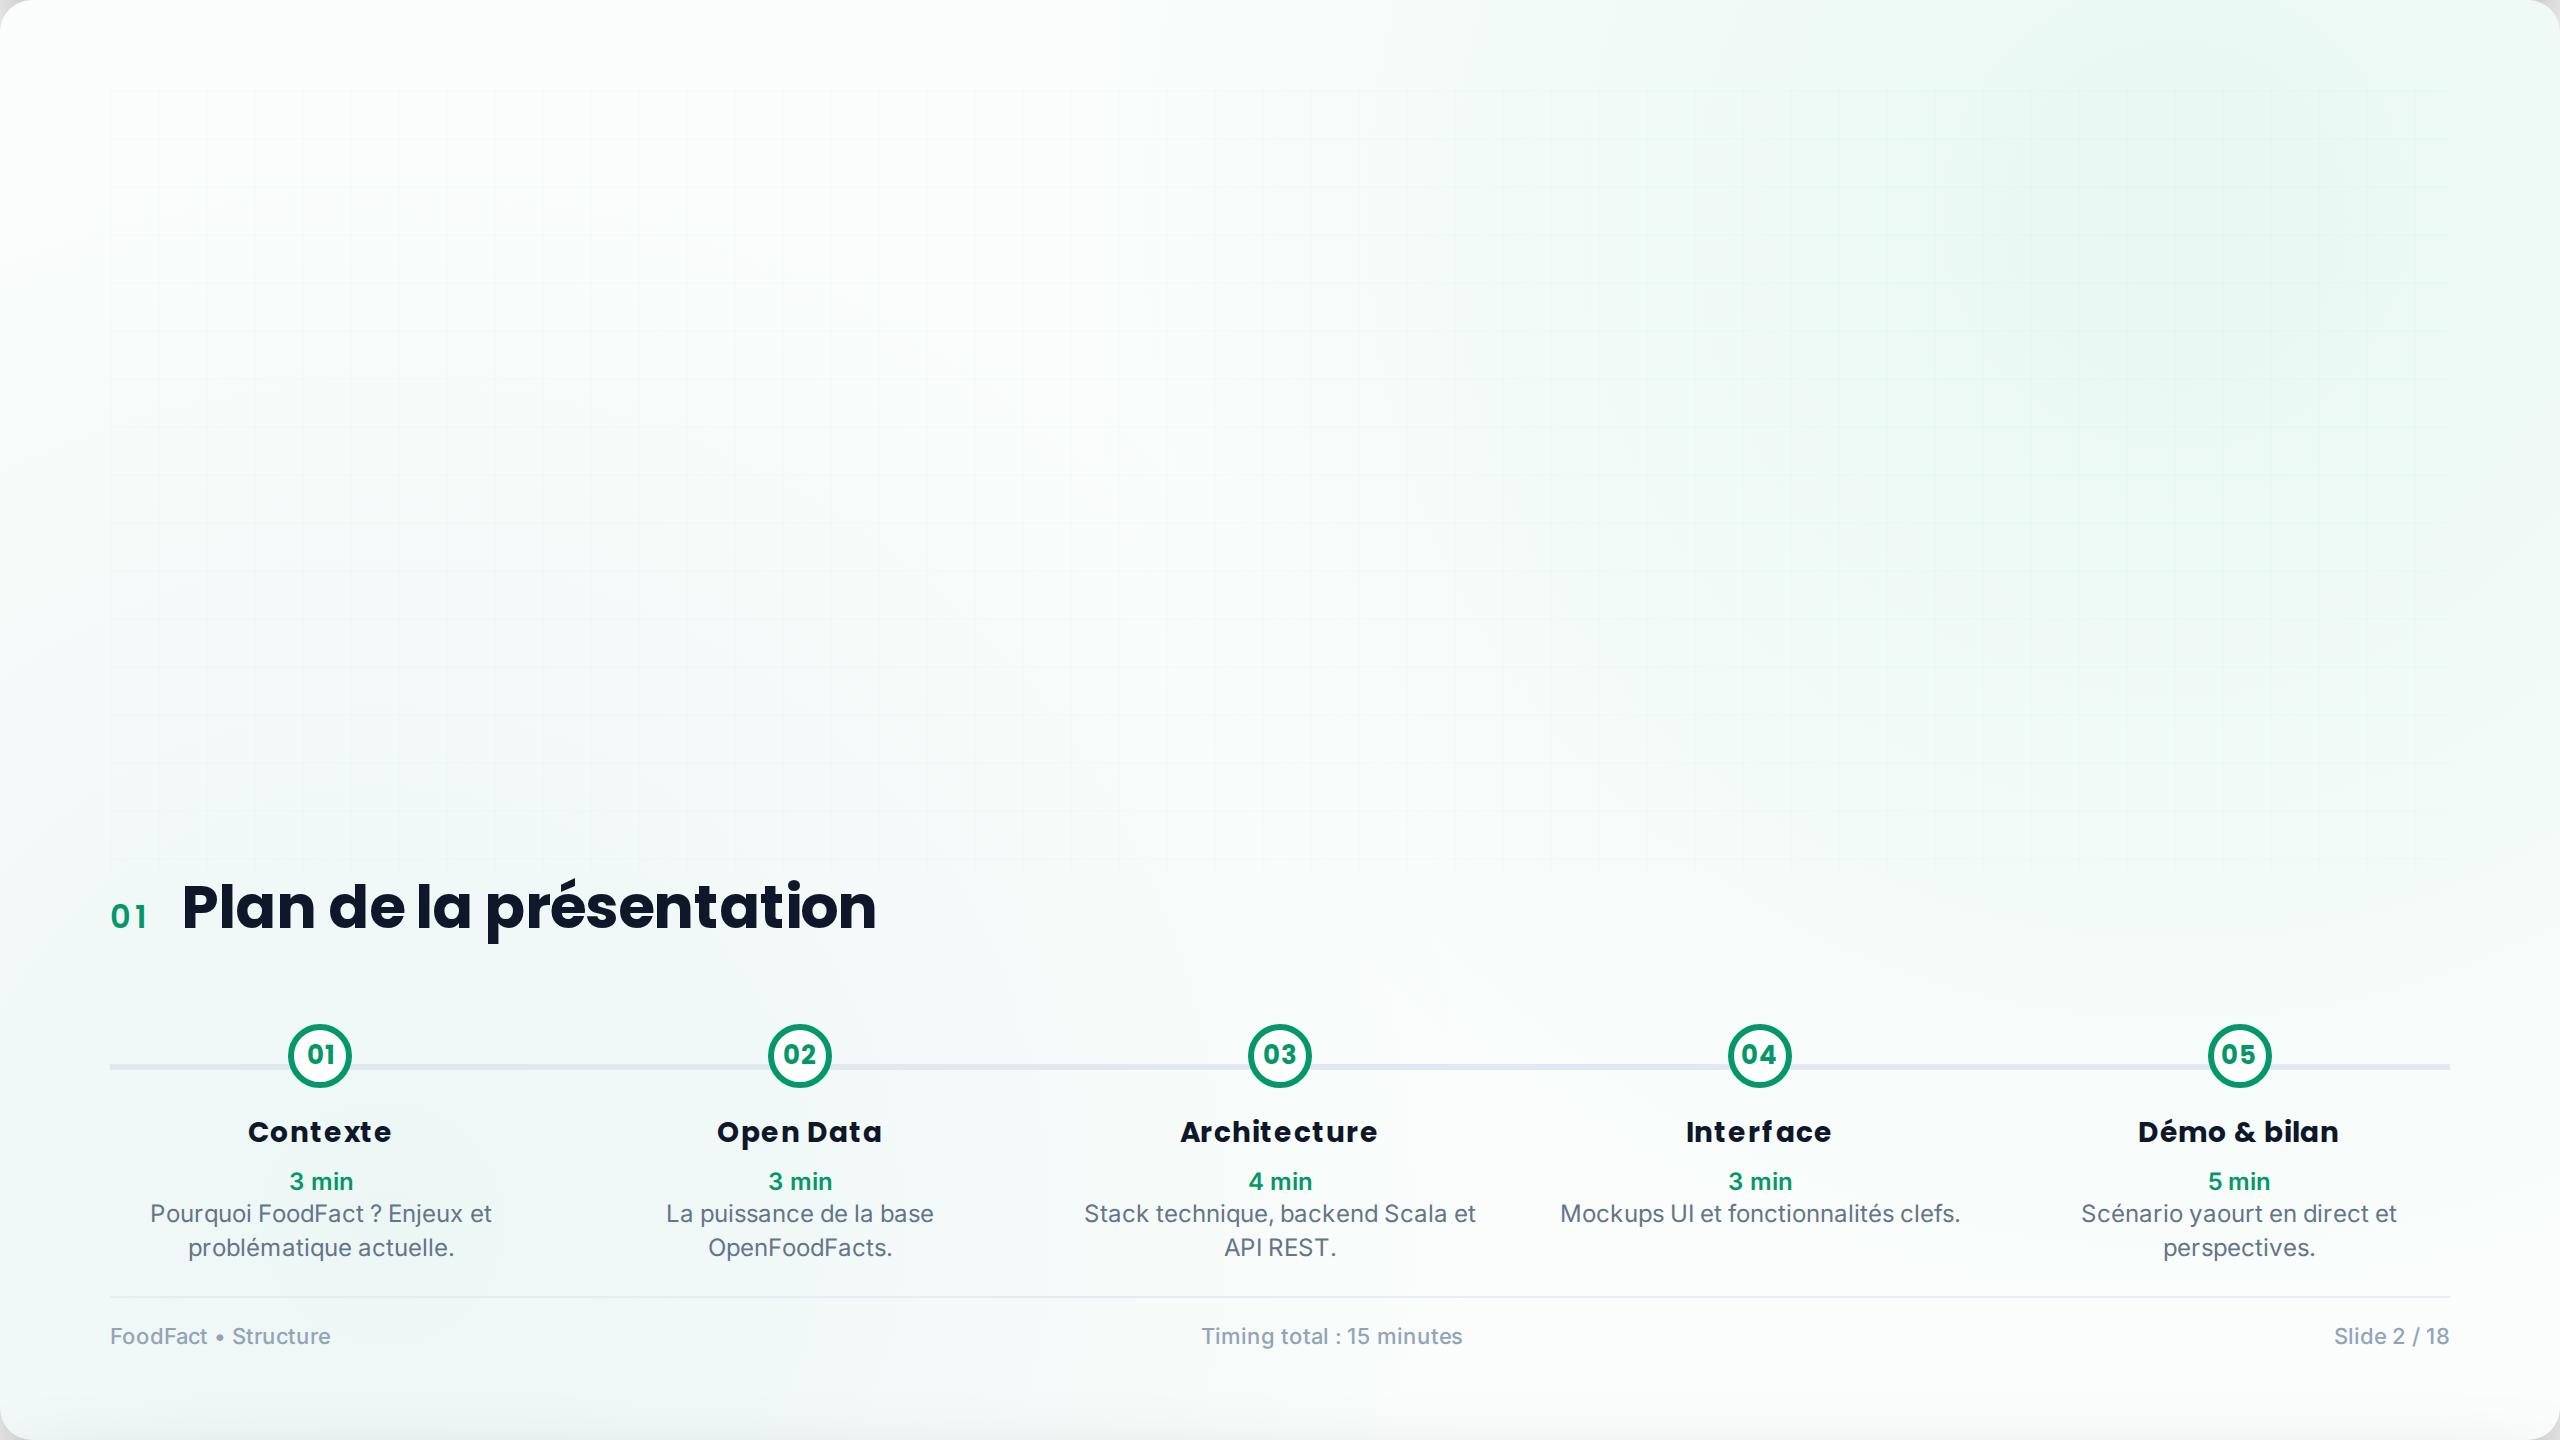 01 Plan de la présentation
01
02
03
04
05
Contexte
3 min
Pourquoi FoodFact ? Enjeux et
problématique actuelle.
Open Data
3 min
La puissance de la base
OpenFoodFacts.
Architecture
4 min
Stack technique, backend Scala et
API REST.
Interface
3 min
Mockups UI et fonctionnalités clefs.
Démo & bilan
5 min
Scénario yaourt en direct et
perspectives.
FoodFact • Structure
Timing total : 15 minutes
Slide 2 / 18